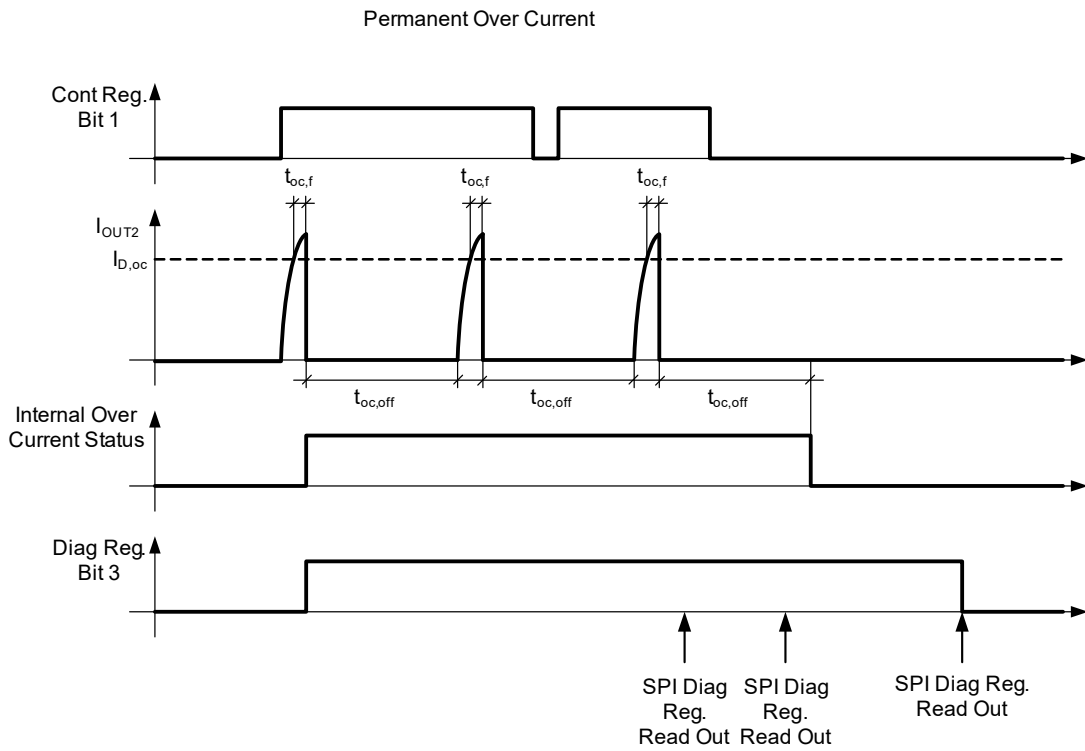 Permanent Over Current
Cont Reg.
Bit 1
t_oc,f t_oc,f t_oc,f
I_OUT2
I_D,oc
t_oc,off t_oc,off t_oc,off
Internal Over
Current Status
Diag Reg.
Bit 3
SPI Diag
Reg.
Read Out
SPI Diag
Reg.
Read Out
SPI Diag Reg.
Read Out